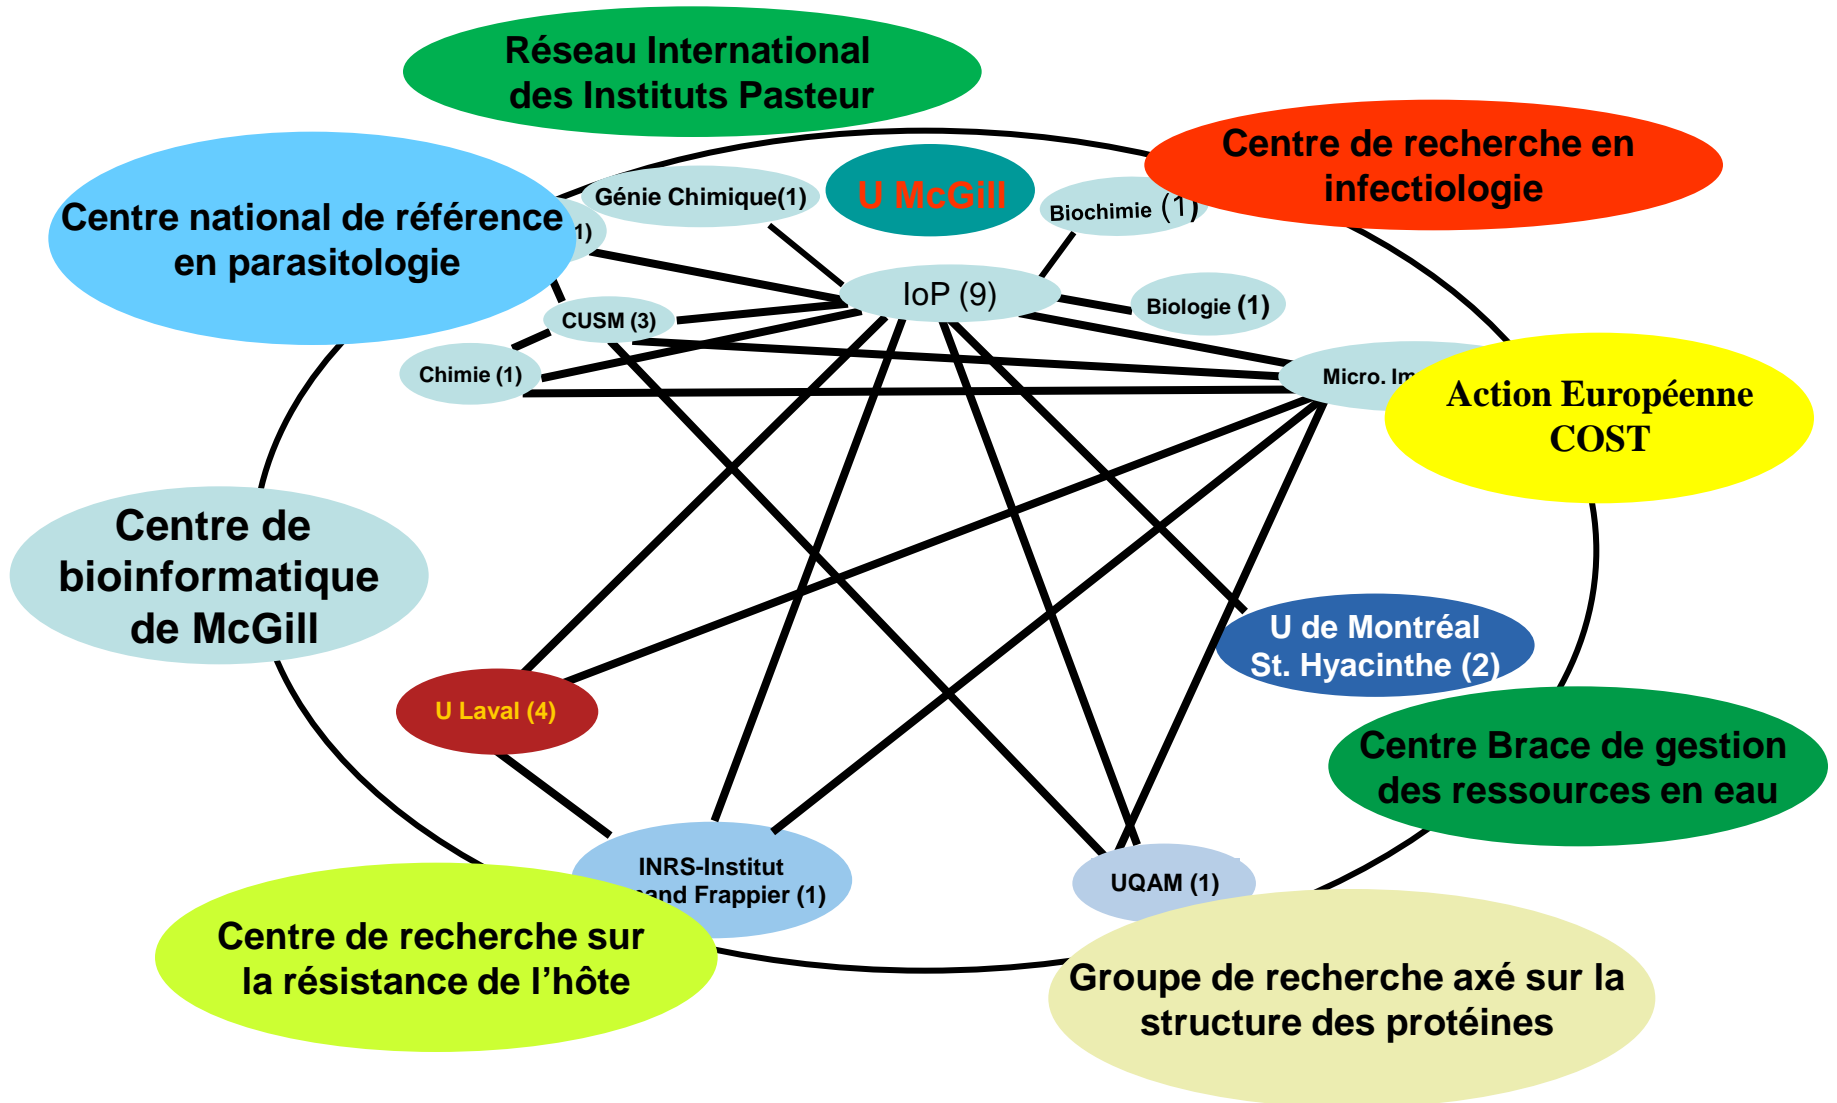 Réseau International
des Instituts Pasteur
Centre de recherche en
infectiologie
Centre national de référence
en parasitologie
Génie Chimique(1)
U McGill
Biochimie (1)
1)
IoP (9)
Biologie (1)
CUSM (3)
Chimie (1)
Micro.
Action Européenne
COST
Centre de
bioinformatique
de McGill
U de Montréal
St. Hyacinthe (2)
U Laval (4)
Centre Brace de gestion
des ressources en eau
INRS-Institut
Frappier (1)
UQAM (1)
Centre de recherche sur
la résistance de l’hôte
Groupe de recherche axé sur la
structure des protéines